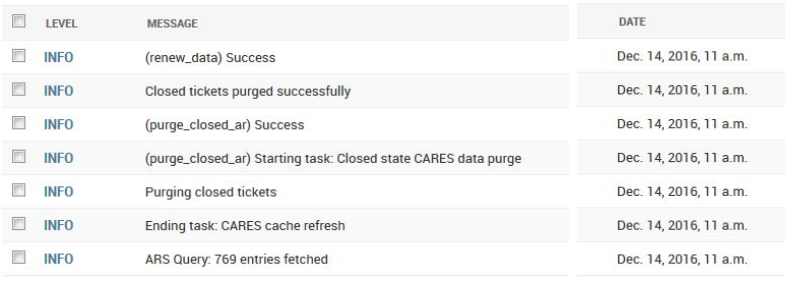 LEVEL MESSAGE DATE
INFO (renew_data) Success Dec. 14, 2016, 11 a.m.
INFO Closed tickets purged successfully Dec. 14, 2016, 11 a.m.
INFO (purge_closed_ar) Success Dec. 14, 2016, 11 a.m.
INFO (purge_closed_ar) Starting task: Closed state CARES data purge Dec. 14, 2016, 11 a.m.
INFO Purging closed tickets Dec. 14, 2016, 11 a.m.
INFO Ending task: CARES cache refresh Dec. 14, 2016, 11 a.m.
INFO ARS Query: 769 entries fetched Dec. 14, 2016, 11 a.m.